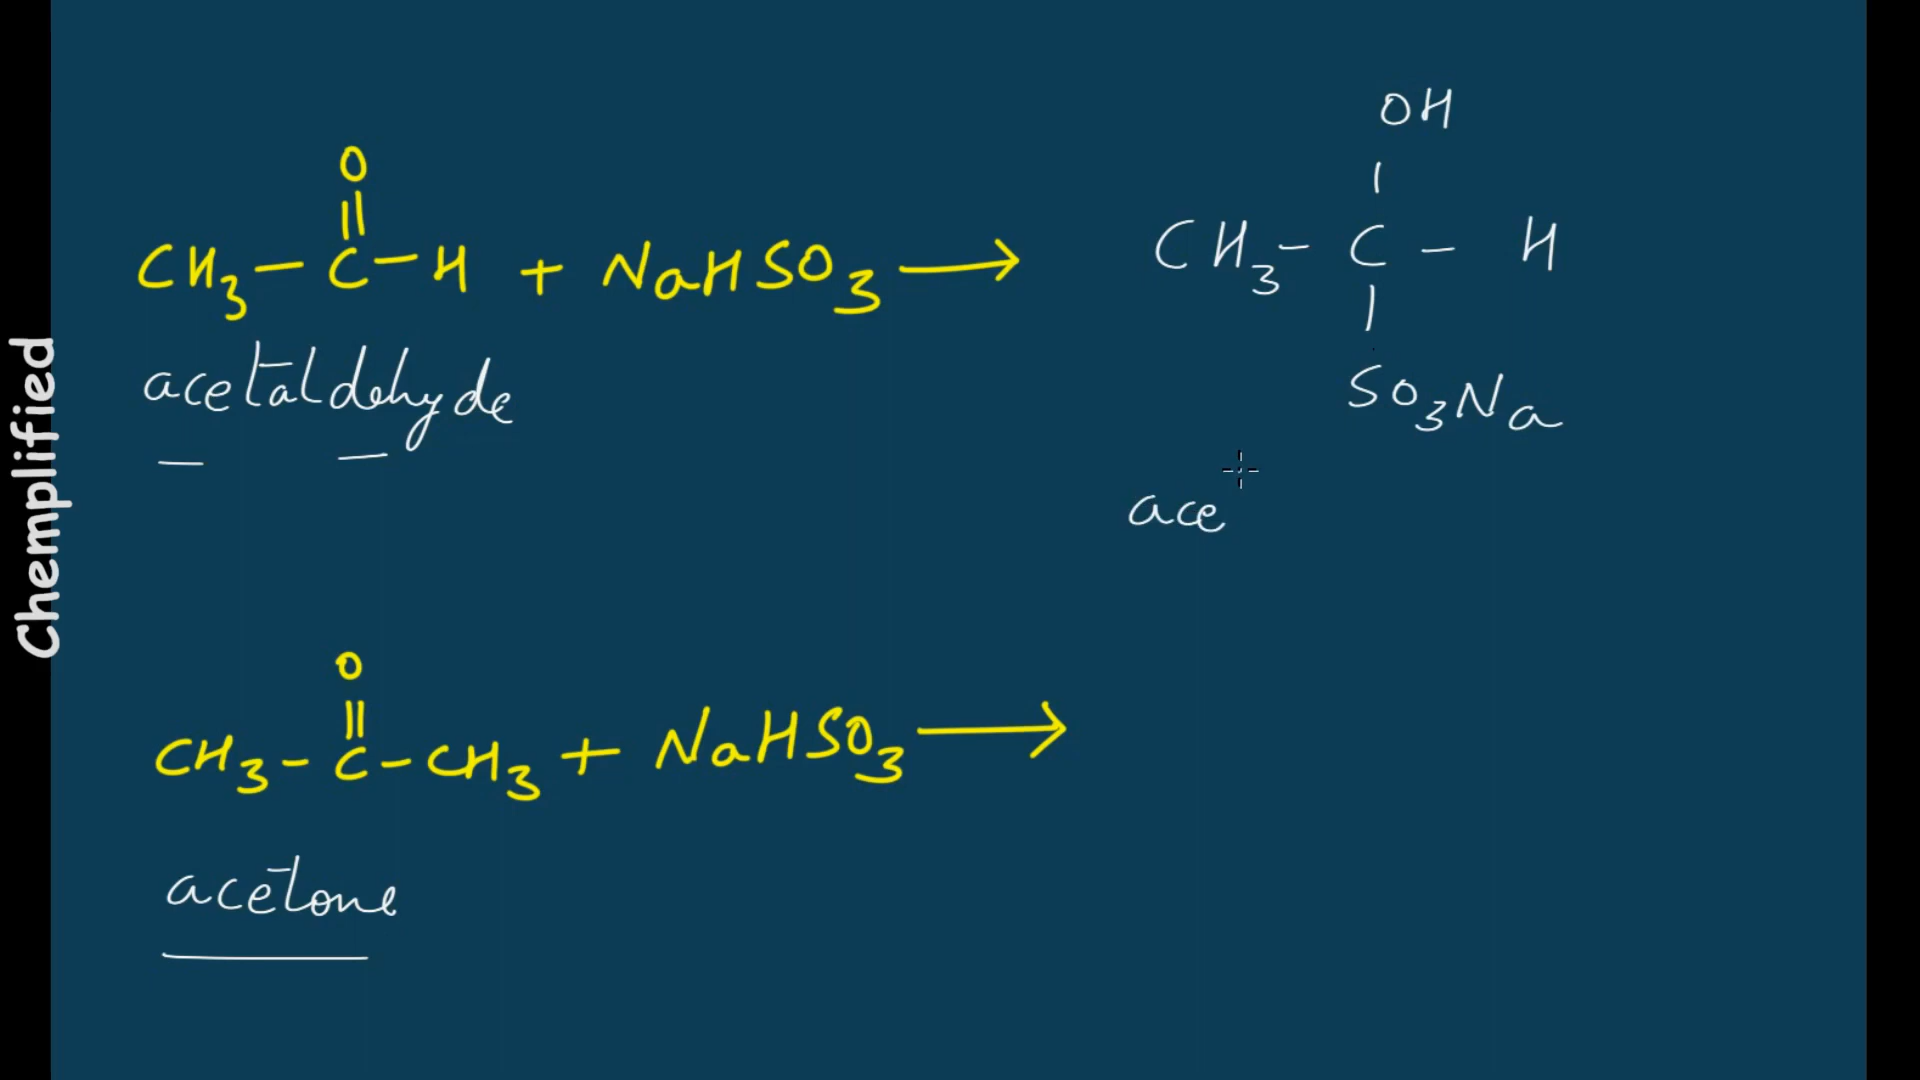 Chemplified
OH
O
|
||
CH3 – C – H + NaHSO3 ⟶
CH3 – C – H
|
acetaldehyde
SO3Na
ace
O
||
CH3 – C – CH3 + NaHSO3 ⟶
acetone